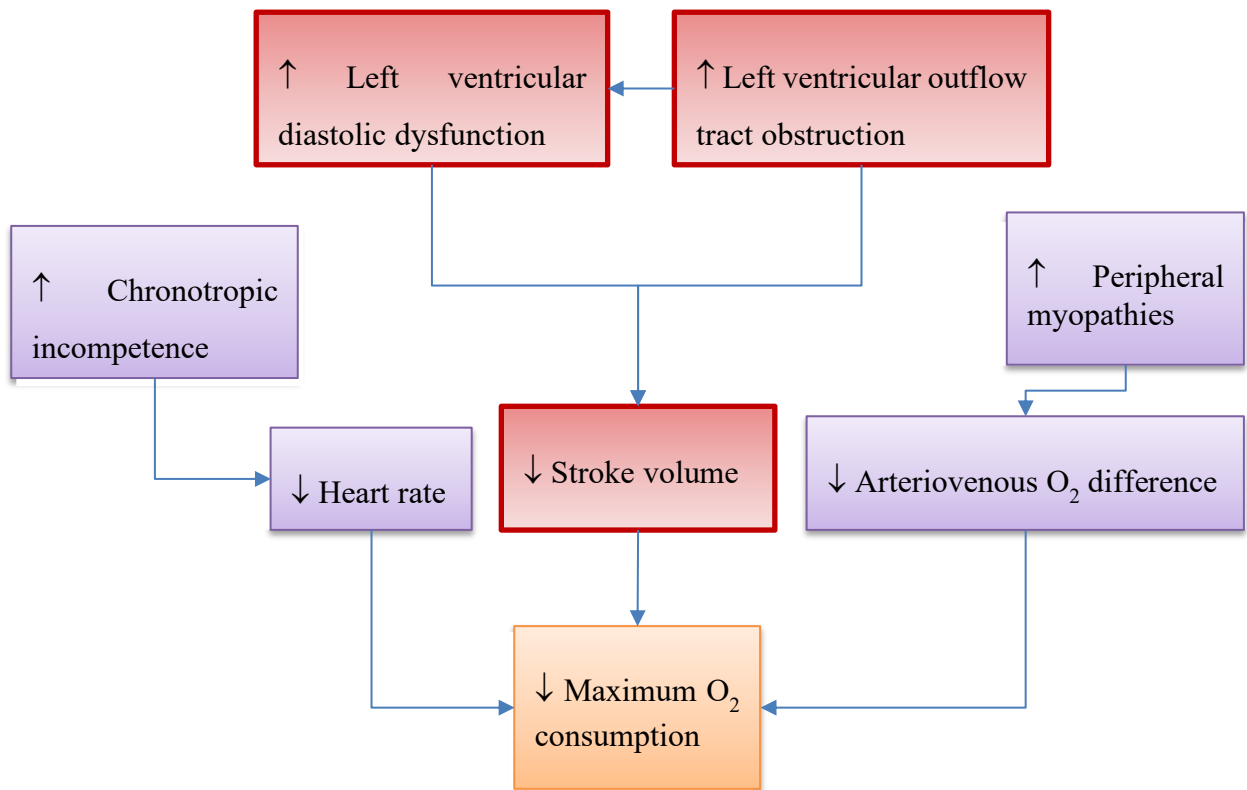 ↑ Left ventricular
diastolic dysfunction
↑ Left ventricular outflow
tract obstruction
↑ Chronotropic
incompetence
↑ Peripheral
myopathies
↓ Heart rate
↓ Stroke volume
↓ Arteriovenous O₂ difference
↓ Maximum O₂
consumption